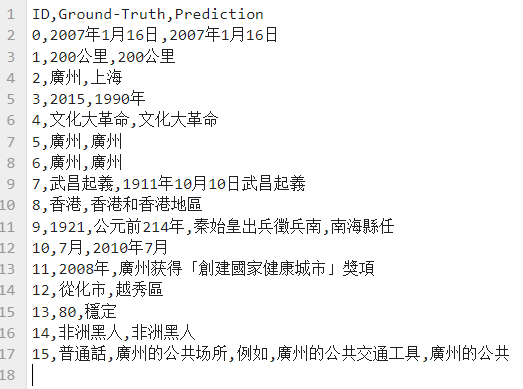 1 ID,Ground-Truth,Prediction
2 0,2007年1月16日,2007年1月16日
3 1,200公里,200公里
4 2,廣州,上海
5 3,2015,1990年
6 4,文化大革命,文化大革命
7 5,廣州,廣州
8 6,廣州,廣州
9 7,武昌起義,1911年10月10日武昌起義
10 8,香港,香港和香港地區
11 9,1921,公元前214年,秦始皇出兵徵兵南,南海縣任
12 10,7月,2010年7月
13 11,2008年,廣州获得「創建國家健康城市」獎項
14 12,從化市,越秀區
15 13,80,穩定
16 14,非洲黑人,非洲黑人
17 15,普通話,廣州的公共场所,例如,廣州的公共交通工具,廣州的公共
18